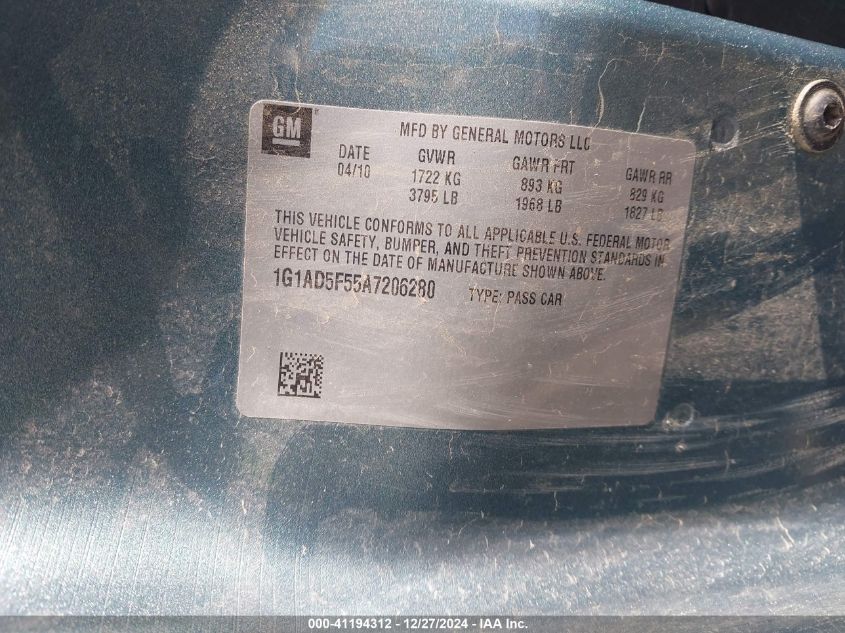 GM
MFD BY GENERAL MOTORS LLC
DATE GVWR GAWR FRT GAWR RR
04/10 1722 KG 893 KG 829 KG
3795 LB 1968 LB 1827 LB
THIS VEHICLE CONFORMS TO ALL APPLICABLE U.S. FEDERAL MOTOR
VEHICLE SAFETY, BUMPER, AND THEFT PREVENTION STANDARDS IN
EFFECT ON THE DATE OF MANUFACTURE SHOWN ABOVE.
1G1AD5F55A7206280 TYPE: PASS CAR
000-41194312 - 12/27/2024 - IAA Inc.